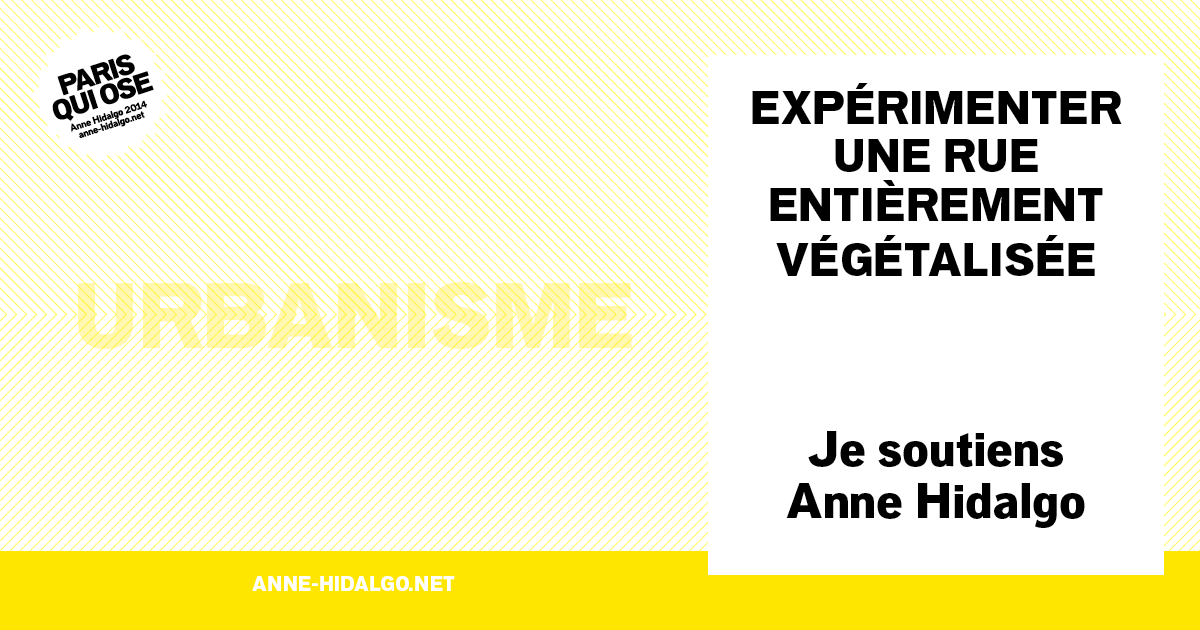 PARIS
QUI OSE
Anne Hidalgo 2014
anne-hidalgo.net
URBANISME
EXPÉRIMENTER
UNE RUE
ENTIÈREMENT
VÉGÉTALISÉE
Je soutiens
Anne Hidalgo
ANNE-HIDALGO.NET